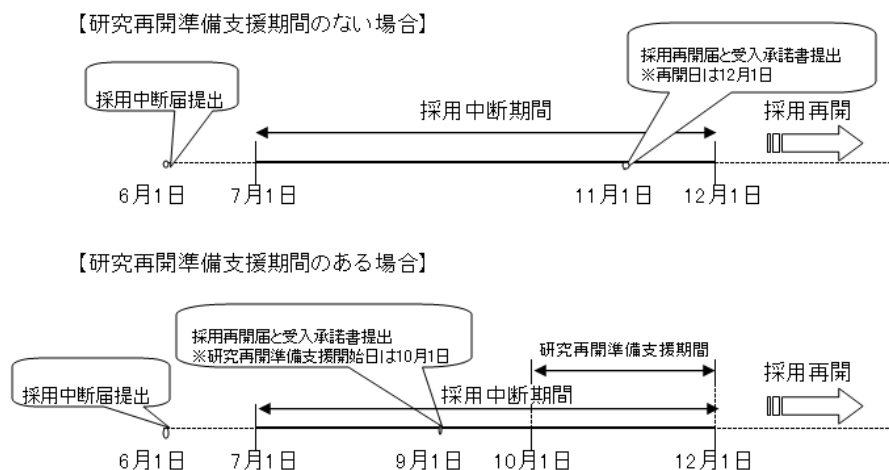 【研究再開準備支援期間のない場合】
採用再開届と受入承諾書提出
※再開日は12月1日
採用中断届提出
採用中断期間
採用再開
6月1日
7月1日
11月1日
12月1日
【研究再開準備支援期間のある場合】
採用再開届と受入承諾書提出
※研究再開準備支援開始日は10月1日
研究再開準備支援期間
採用中断届提出
採用中断期間
採用再開
6月1日
7月1日
9月1日
10月1日
12月1日